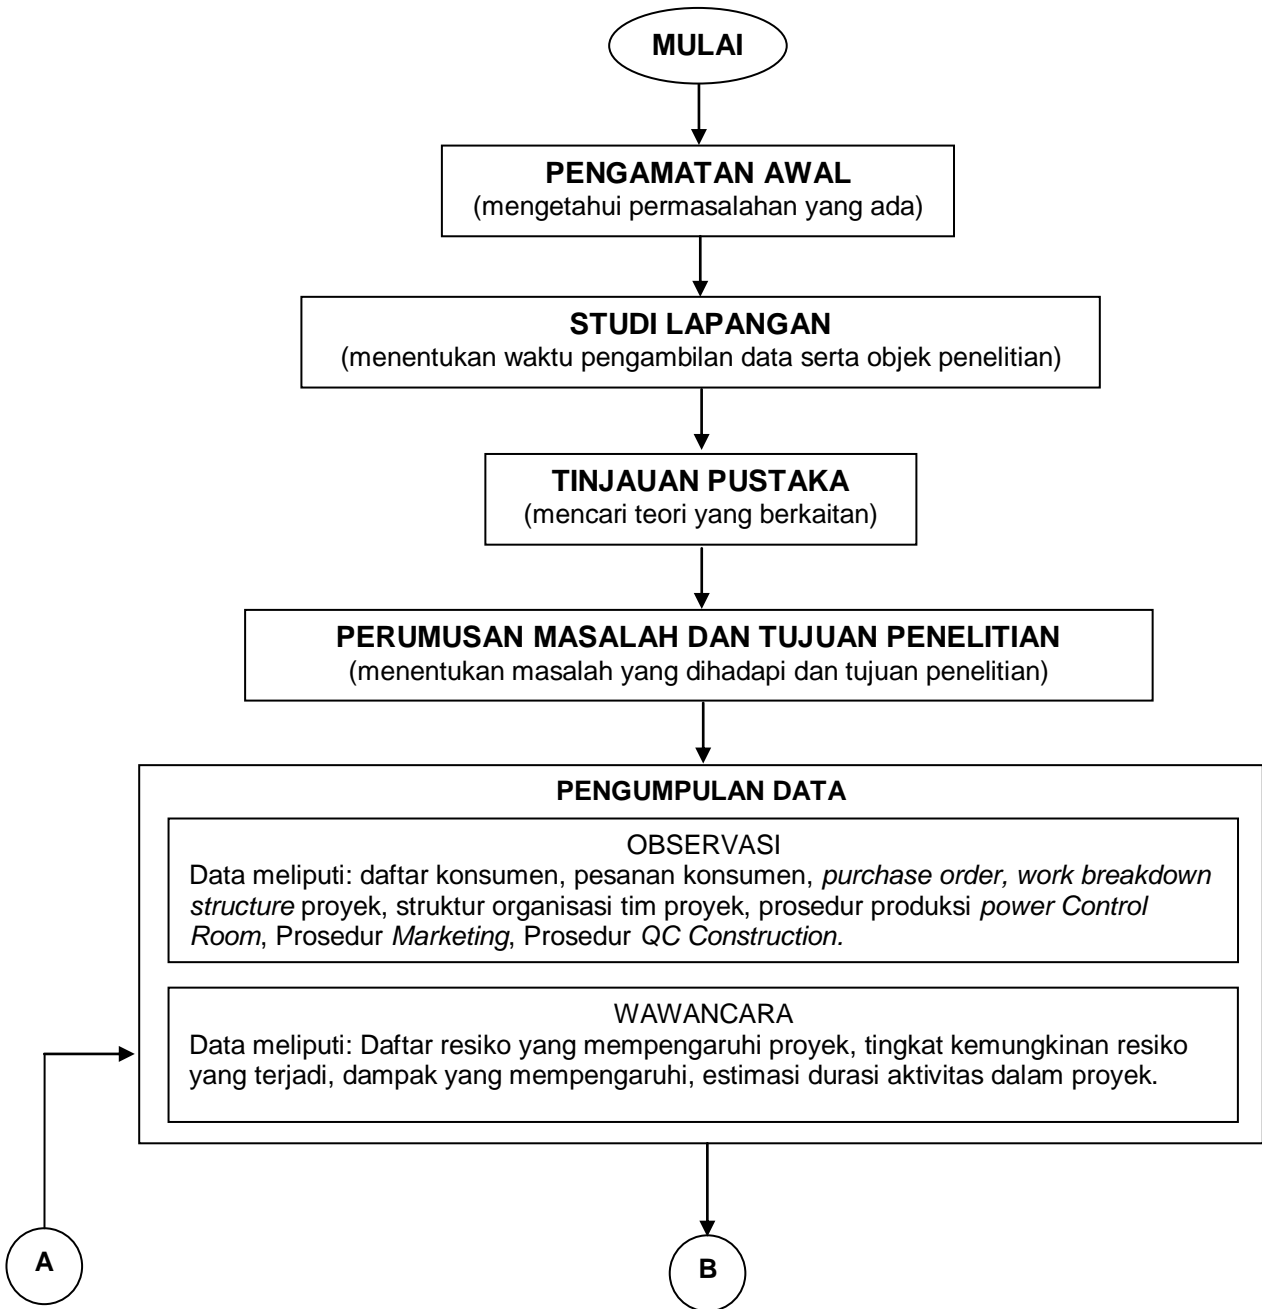 MULAI
PENGAMATAN AWAL
(mengetahui permasalahan yang ada)
STUDI LAPANGAN
(menentukan waktu pengambilan data serta objek penelitian)
TINJAUAN PUSTAKA
(mencari teori yang berkaitan)
PERUMUSAN MASALAH DAN TUJUAN PENELITIAN
(menentukan masalah yang dihadapi dan tujuan penelitian)
PENGUMPULAN DATA
OBSERVASI
Data meliputi: daftar konsumen, pesanan konsumen, purchase order, work breakdown
structure proyek, struktur organisasi tim proyek, prosedur produksi power Control
Room, Prosedur Marketing, Prosedur QC Construction.
WAWANCARA
Data meliputi: Daftar resiko yang mempengaruhi proyek, tingkat kemungkinan resiko
yang terjadi, dampak yang mempengaruhi, estimasi durasi aktivitas dalam proyek.
A
B